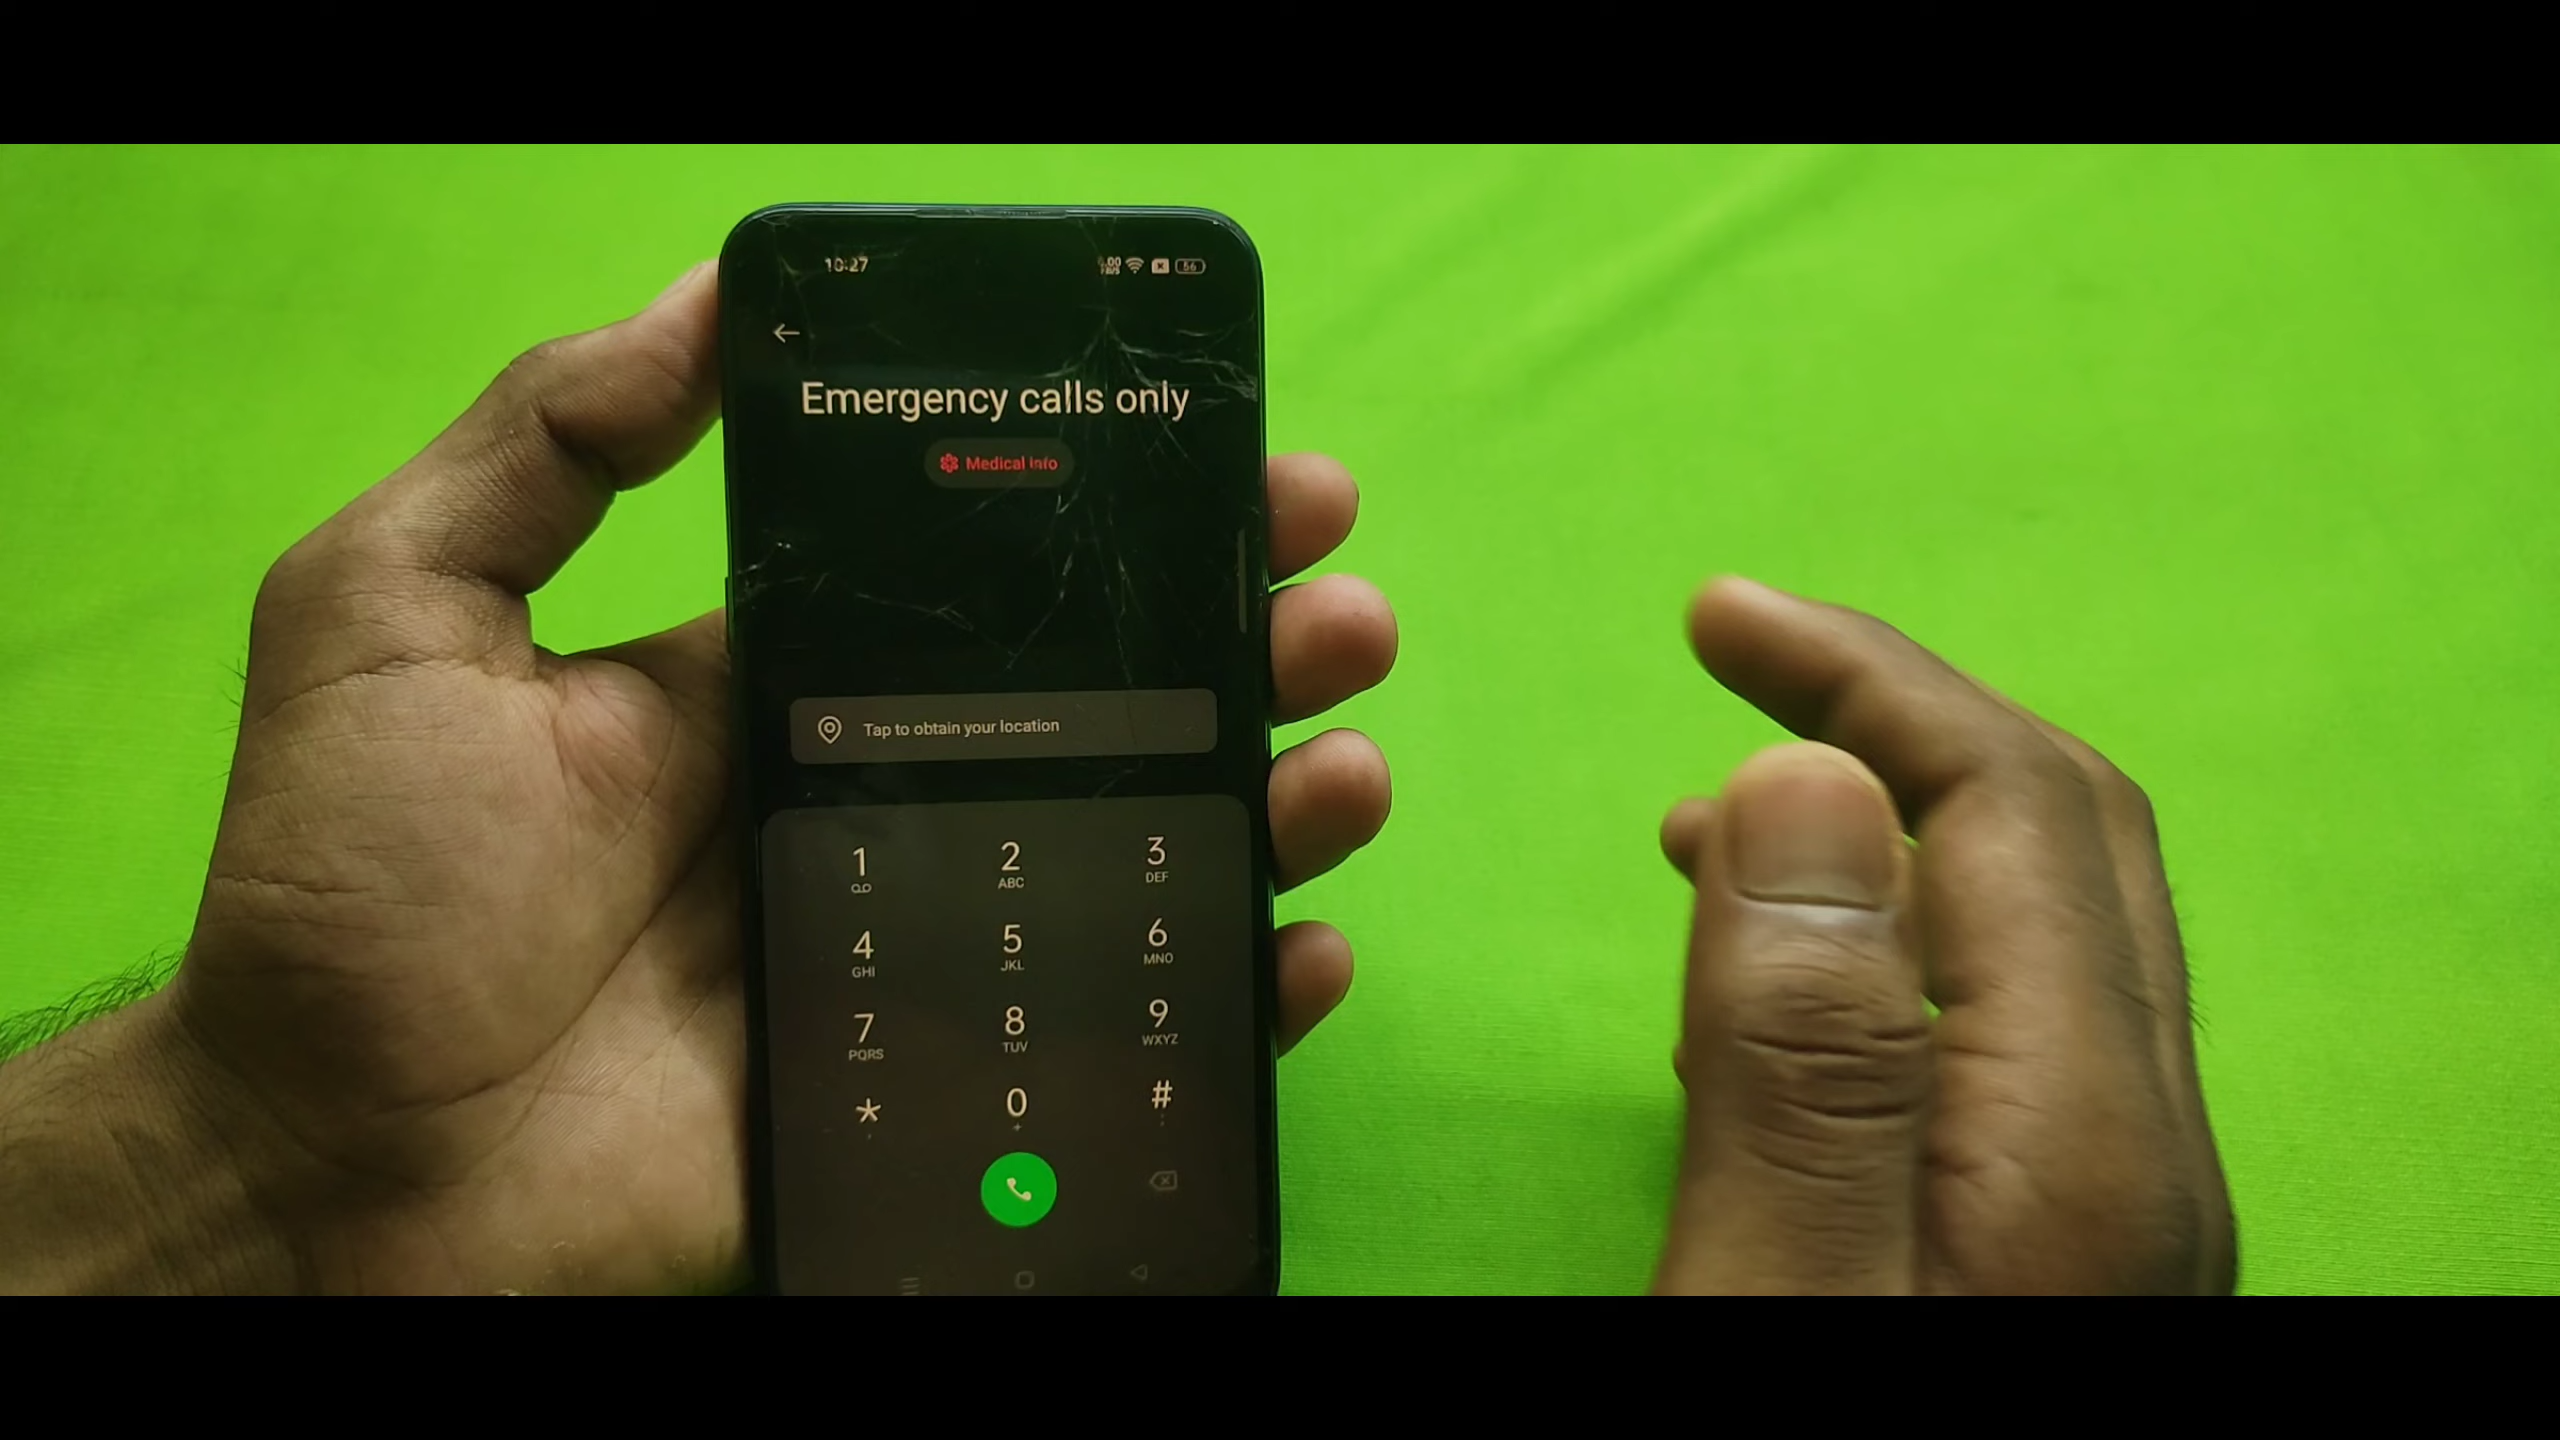 10:27
56
Emergency calls only
Medical info
Tap to obtain your location
1 2 ABC 3 DEF
4 GHI 5 JKL 6 MNO
7 PQRS 8 TUV 9 WXYZ
* 0 + #